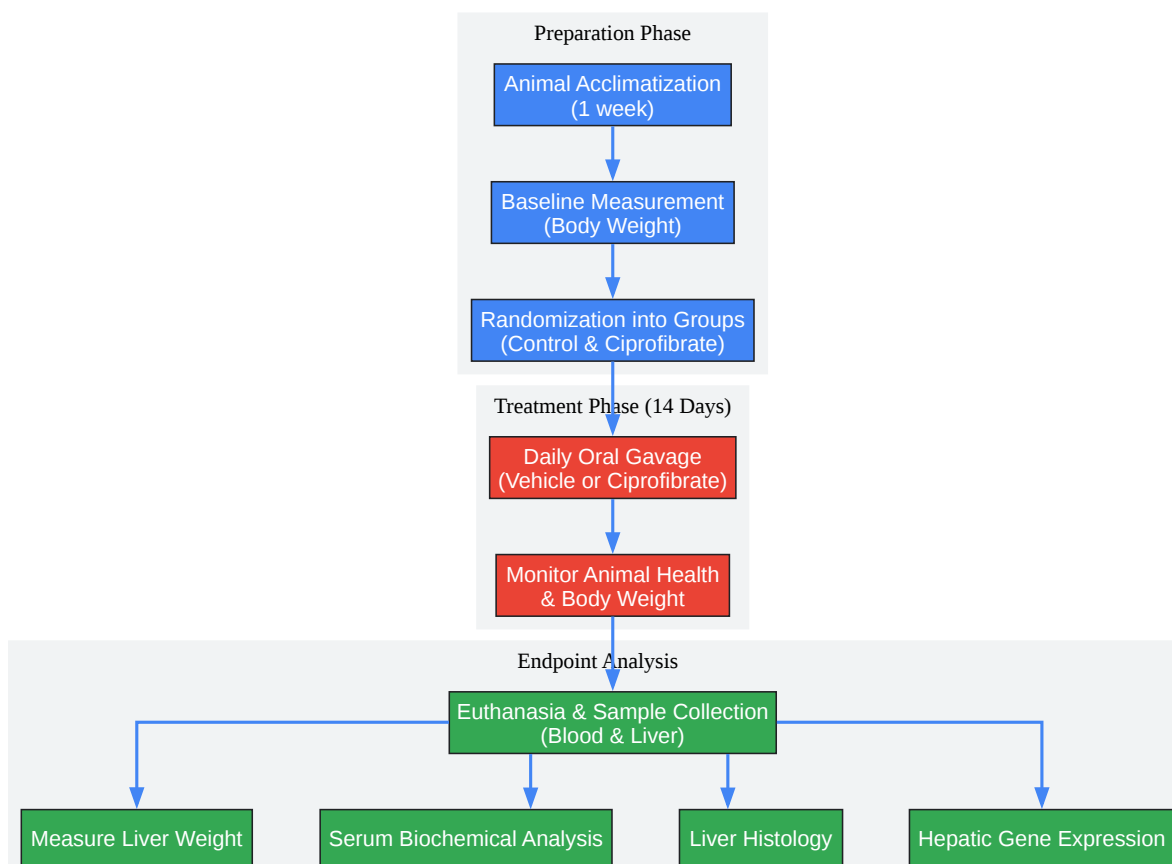 Preparation Phase
Animal Acclimatization
(1 week)
Baseline Measurement
(Body Weight)
Randomization into Groups
(Control & Ciprofibrate)
Treatment Phase (14 Days)
Daily Oral Gavage
(Vehicle or Ciprofibrate)
Monitor Animal Health
& Body Weight
Endpoint Analysis
Euthanasia & Sample Collection
(Blood & Liver)
Measure Liver Weight
Serum Biochemical Analysis
Liver Histology
Hepatic Gene Expression